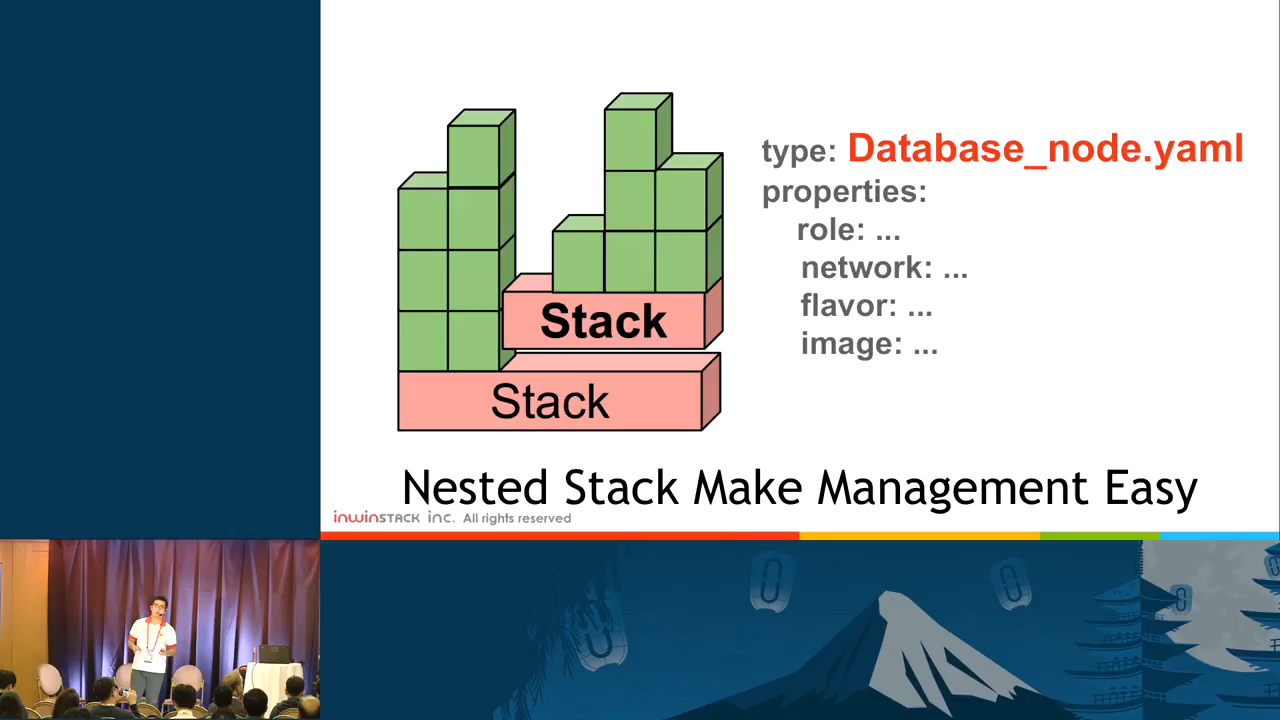 type: Database_node.yaml
properties:
role: ...
network: ...
flavor: ...
image: ...
Stack
Stack
Nested Stack Make Management Easy
inwinSTACK inc. All rights reserved